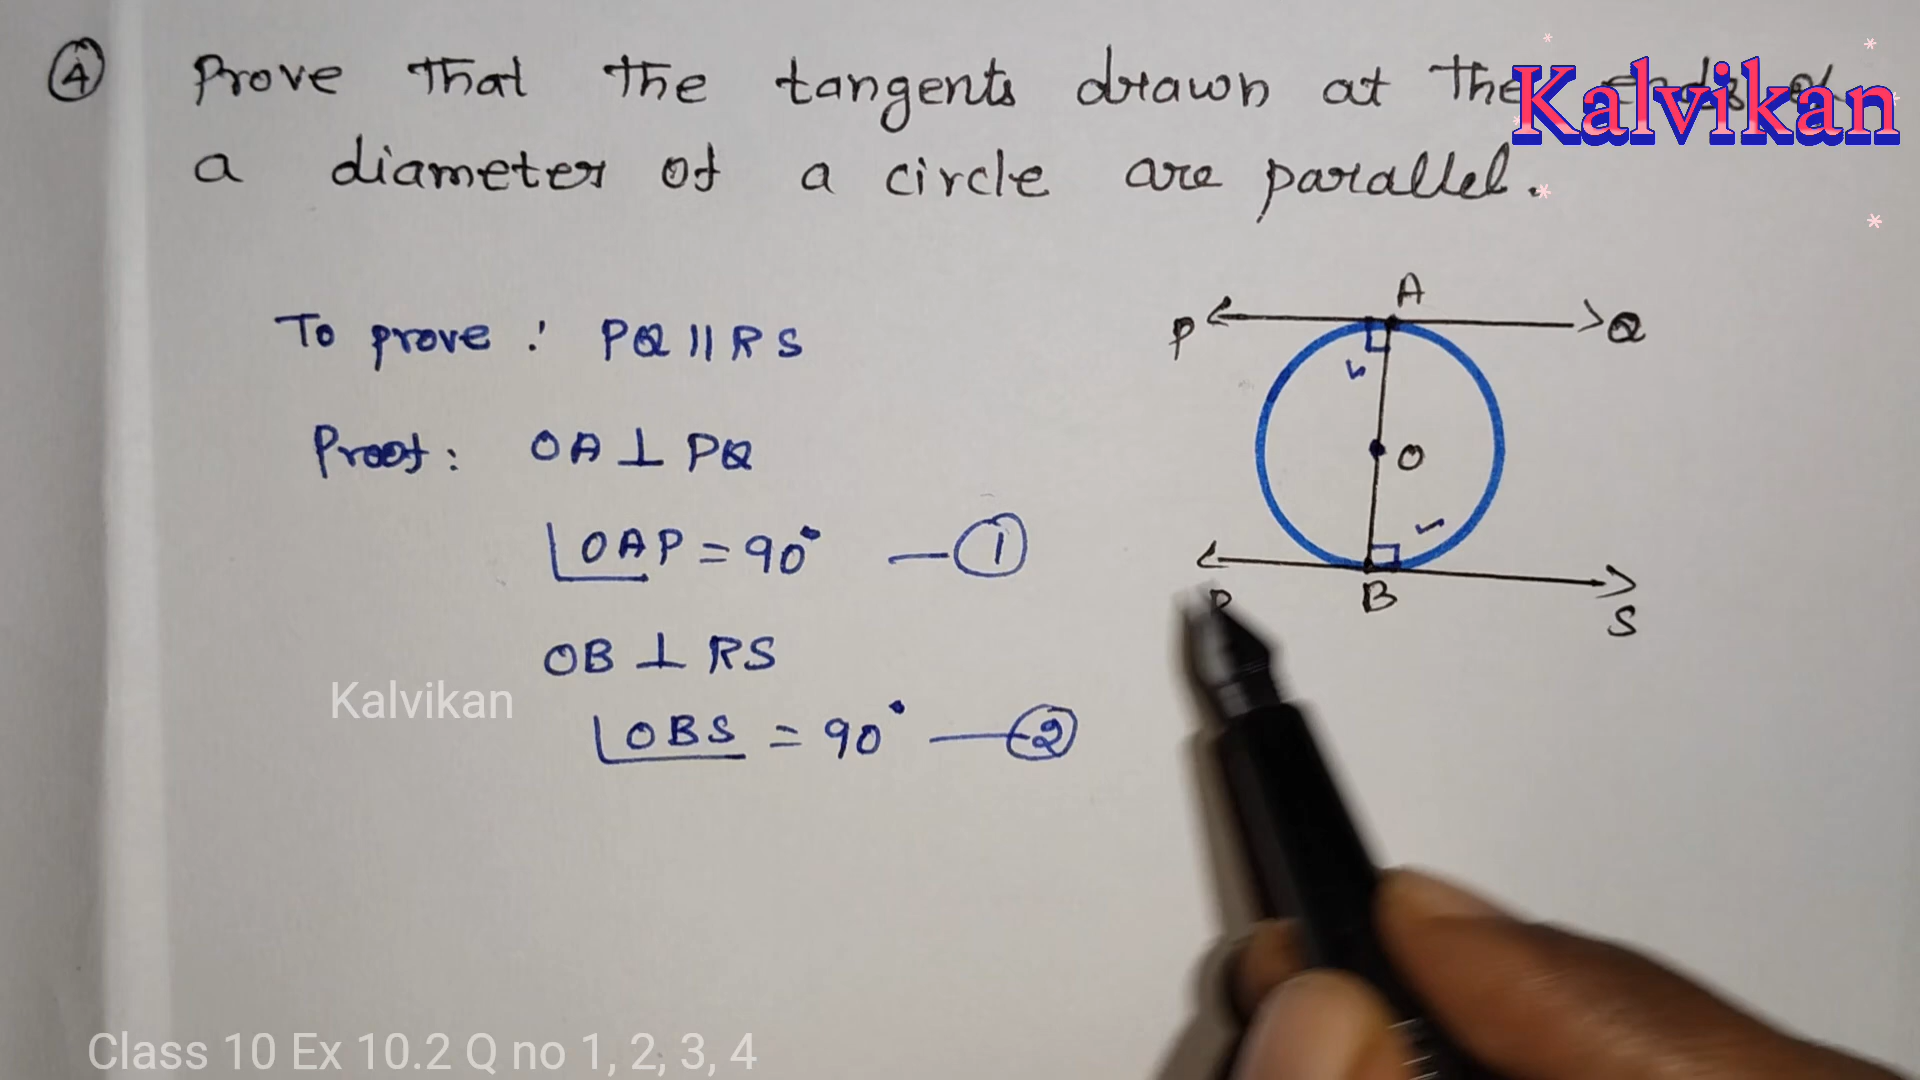 ④ Prove that the tangents drawn at the ends of
Kalvikan
a diameter of a circle are parallel.
To prove : PQ || RS
Proof : OA ⊥ PQ
∠OAP = 90° — ①
OB ⊥ RS
Kalvikan
∠OBS = 90° — ②
A
P
Q
O
B
S
Class 10 Ex 10.2 Q no 1, 2, 3, 4